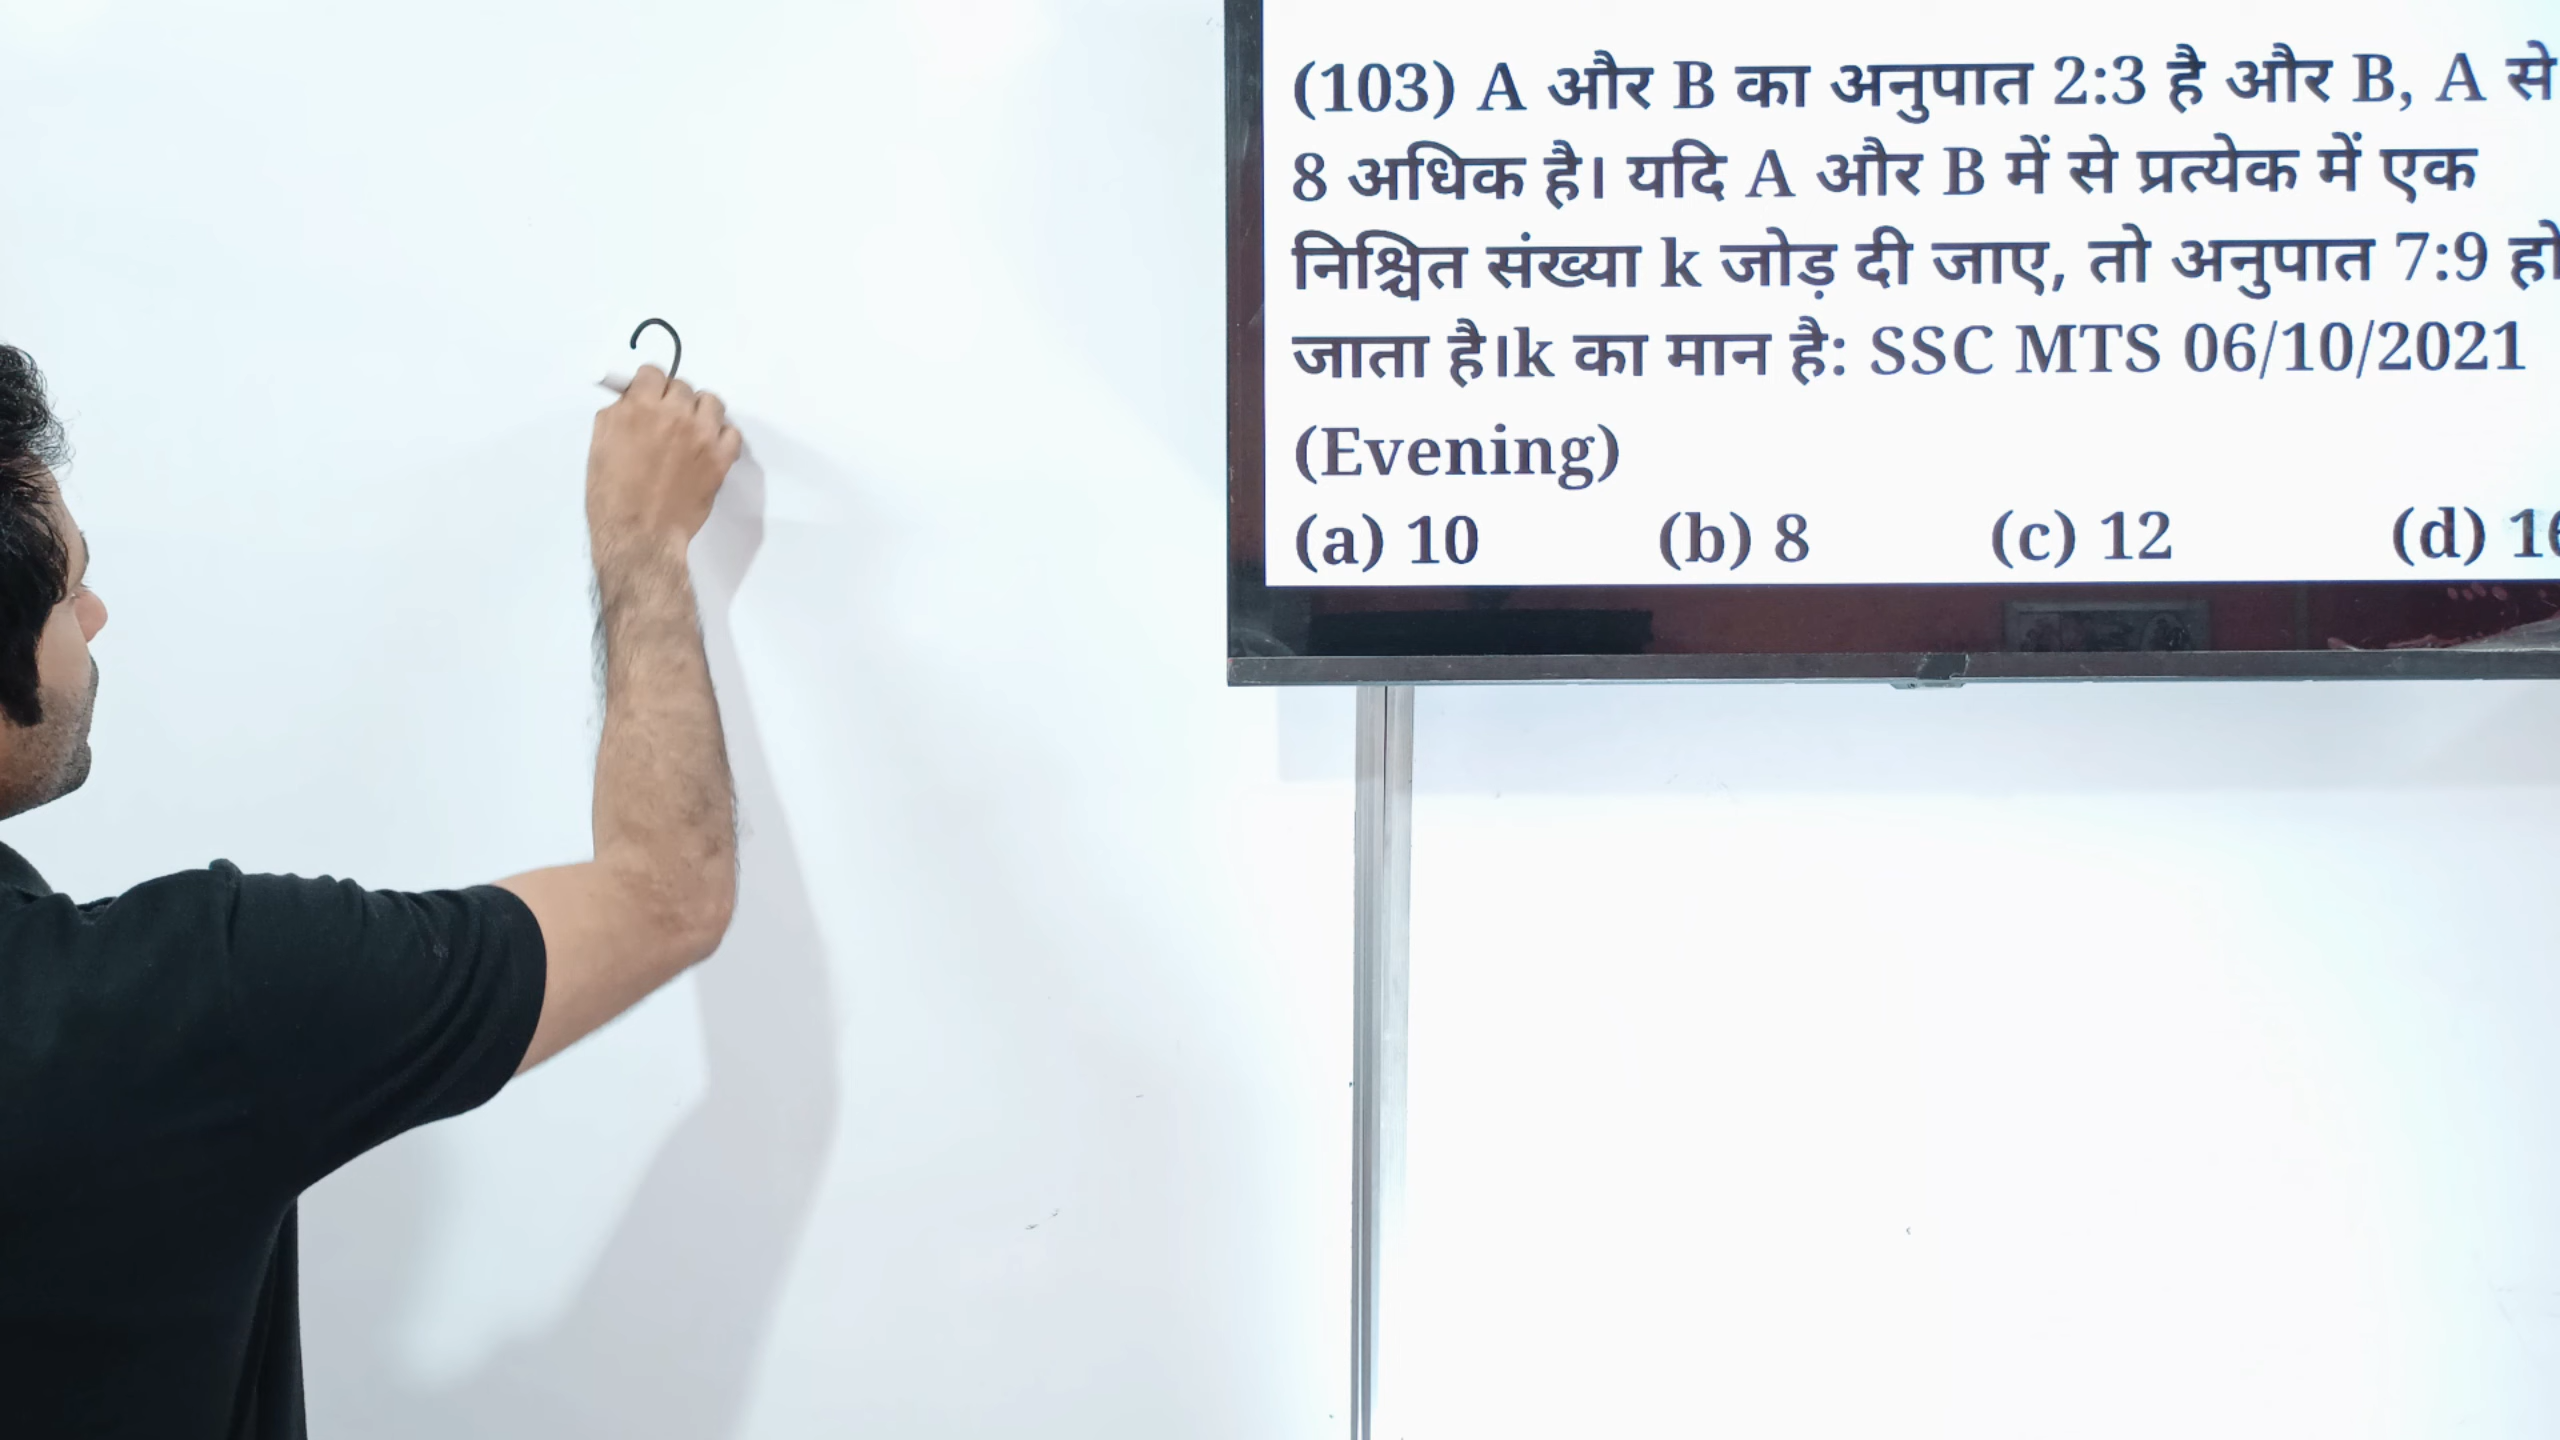 (103) A और B का अनुपात 2:3 है और B, A से
8 अधिक है। यदि A और B में से प्रत्येक में एक
निश्चित संख्या k जोड़ दी जाए, तो अनुपात 7:9 हो
जाता है।k का मान है: SSC MTS 06/10/2021
(Evening)
(a) 10 (b) 8 (c) 12 (d)